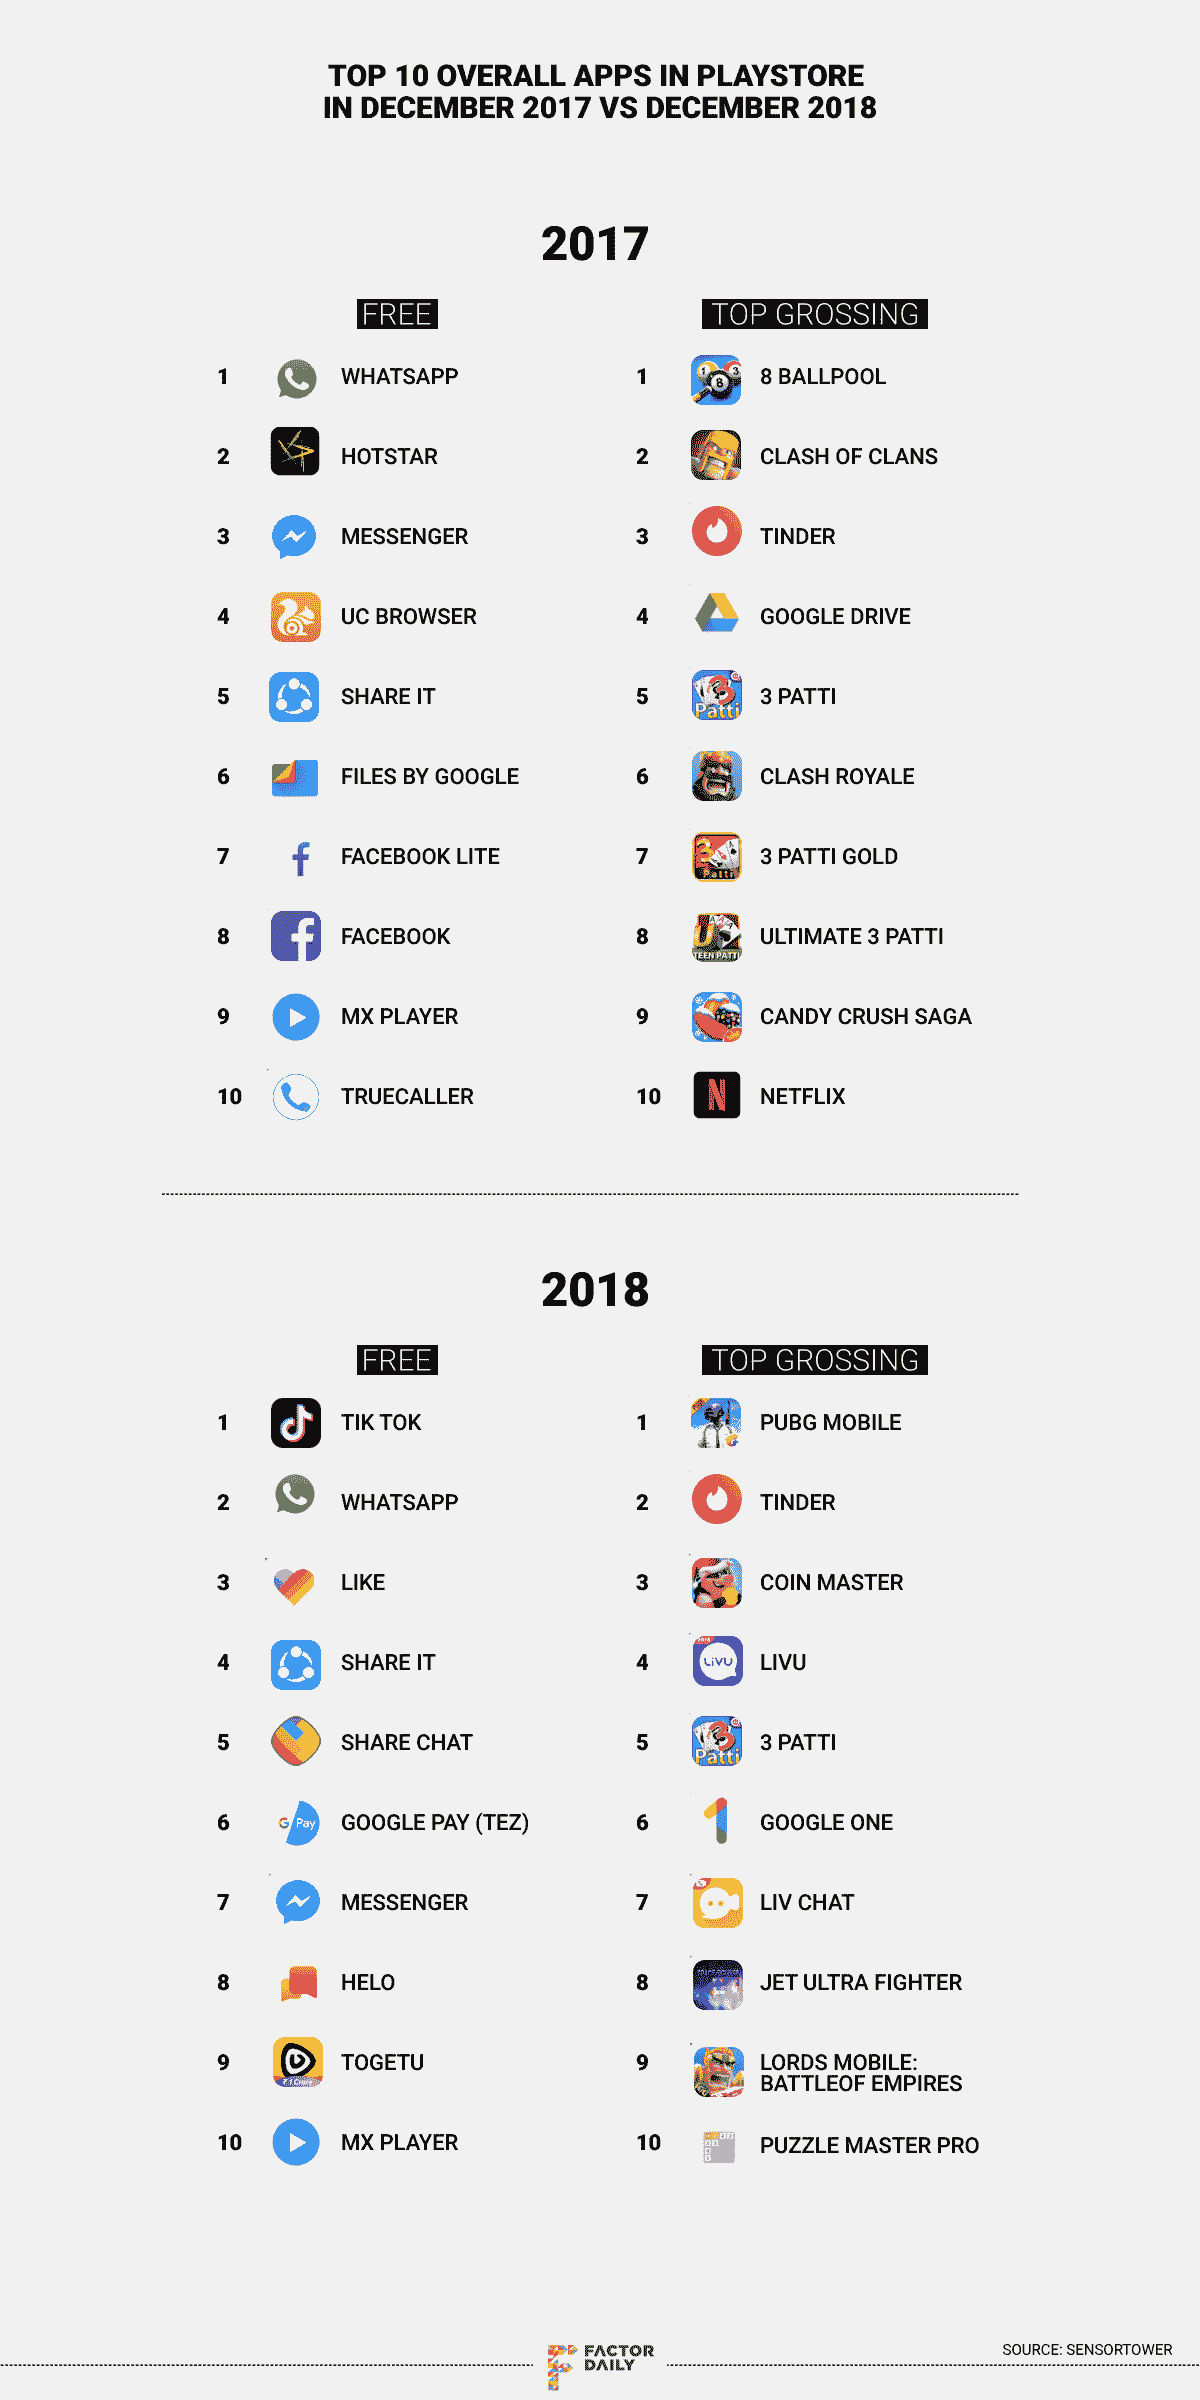 TOP 10 OVERALL APPS IN PLAYSTORE
IN DECEMBER 2017 VS DECEMBER 2018
2017
FREE
1 WHATSAPP
2 HOTSTAR
3 MESSENGER
4 UC BROWSER
5 SHARE IT
6 FILES BY GOOGLE
7 FACEBOOK LITE
8 FACEBOOK
9 MX PLAYER
10 TRUECALLER
TOP GROSSING
1 8 BALLPOOL
2 CLASH OF CLANS
3 TINDER
4 GOOGLE DRIVE
5 3 PATTI
6 CLASH ROYALE
7 3 PATTI GOLD
8 ULTIMATE 3 PATTI
9 CANDY CRUSH SAGA
10 NETFLIX
2018
FREE
1 TIK TOK
2 WHATSAPP
3 LIKE
4 SHARE IT
5 SHARE CHAT
6 GOOGLE PAY (TEZ)
7 MESSENGER
8 HELO
9 TOGETU
10 MX PLAYER
TOP GROSSING
1 PUBG MOBILE
2 TINDER
3 COIN MASTER
4 LIVU
5 3 PATTI
6 GOOGLE ONE
7 LIV CHAT
8 JET ULTRA FIGHTER
9 LORDS MOBILE:
BATTLEOF EMPIRES
10 PUZZLE MASTER PRO
FACTOR
DAILY
SOURCE: SENSORTOWER